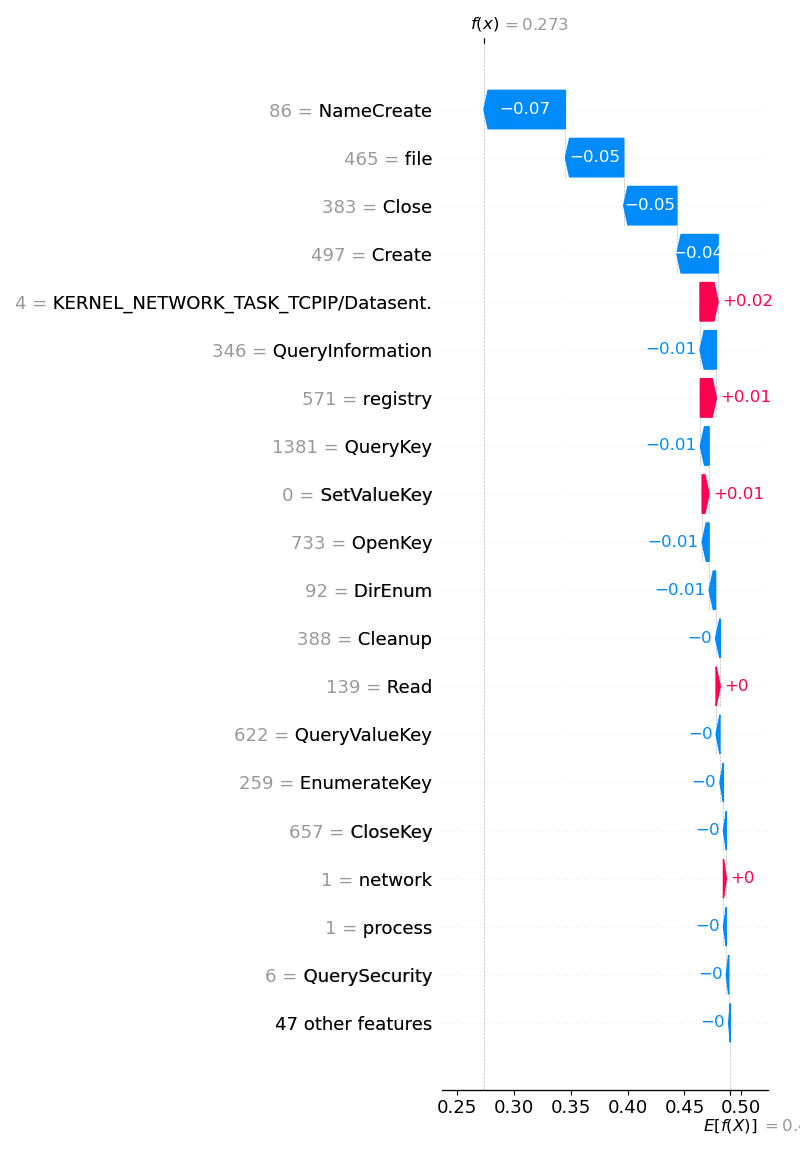 f(x) = 0.273
86 = NameCreate −0.07
465 = file −0.05
383 = Close −0.05
497 = Create −0.04
4 = KERNEL_NETWORK_TASK_TCPIP/Datasent. +0.02
346 = QueryInformation −0.01
571 = registry +0.01
1381 = QueryKey −0.01
0 = SetValueKey +0.01
733 = OpenKey −0.01
92 = DirEnum −0.01
388 = Cleanup −0
139 = Read +0
622 = QueryValueKey −0
259 = EnumerateKey −0
657 = CloseKey −0
1 = network +0
1 = process −0
6 = QuerySecurity −0
47 other features −0
0.25 0.30 0.35 0.40 0.45 0.50
E[f(X)] = 0.